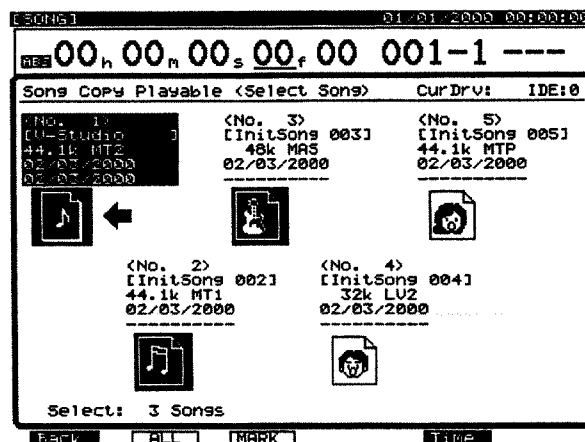 [SONG] 01/01/2000 00:00:00
ABS 00h 00m 00s 00f 00 001-1 ---
Song Copy Playable (Select Song) CurDrv: IDE:0
<No. 1>
[V-Studio ]
44.1k MT2
02/03/2000
02/03/2000
<No. 3>
[InitSong 003]
48k MAS
02/03/2000
----------
<No. 5>
[InitSong 005]
44.1k MTP
02/03/2000
----------
<No. 2>
[InitSong 002]
44.1k MT1
02/03/2000
----------
<No. 4>
[InitSong 004]
32k LV2
02/03/2000
----------
Select: 3 Songs
Back ALL MARK Time